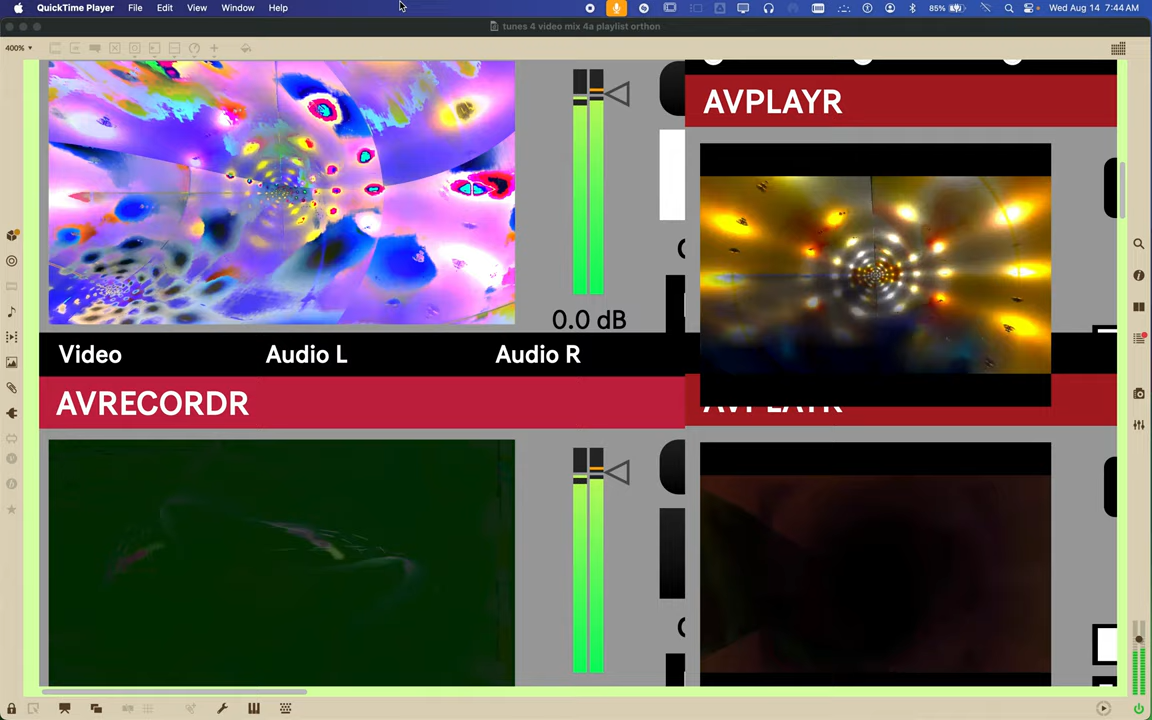 QuickTime Player File Edit View Window Help 85% Wed Aug 14 7:44 AM
tunes 4 video mix 4a playlist orthon
400%
AVPLAYR
0.0 dB
Video Audio L Audio R
AVRECORDR